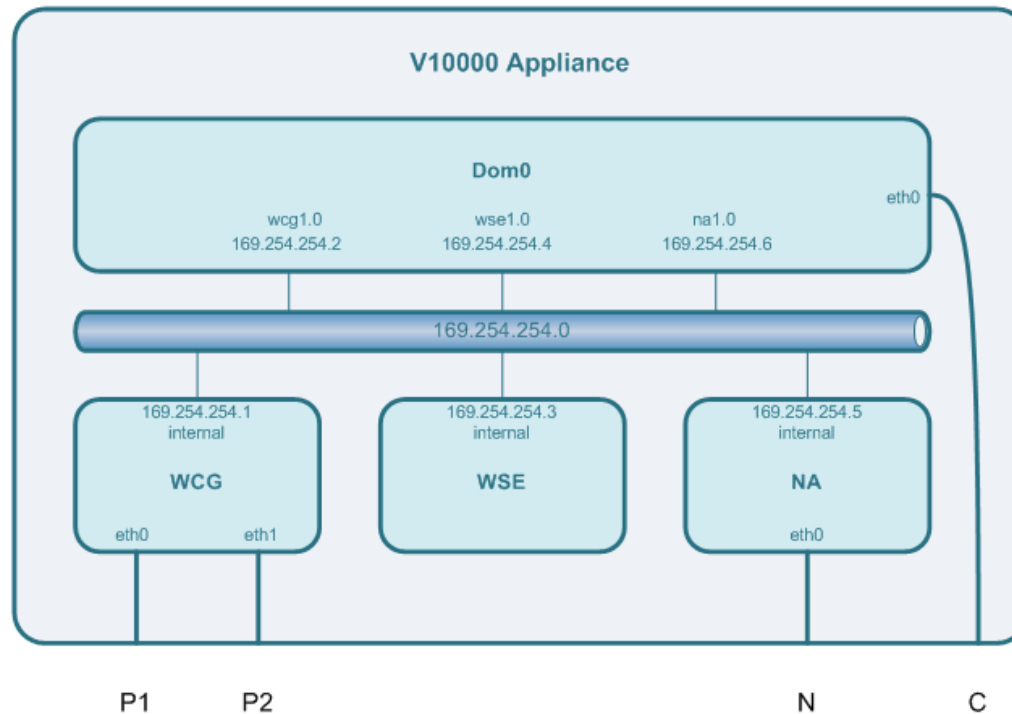 V10000 Appliance
Dom0
eth0
wcg1.0 wse1.0 na1.0
169.254.254.2 169.254.254.4 169.254.254.6
169.254.254.0
169.254.254.1 169.254.254.3 169.254.254.5
internal internal internal
WCG WSE NA
eth0 eth1 eth0
P1 P2 N C